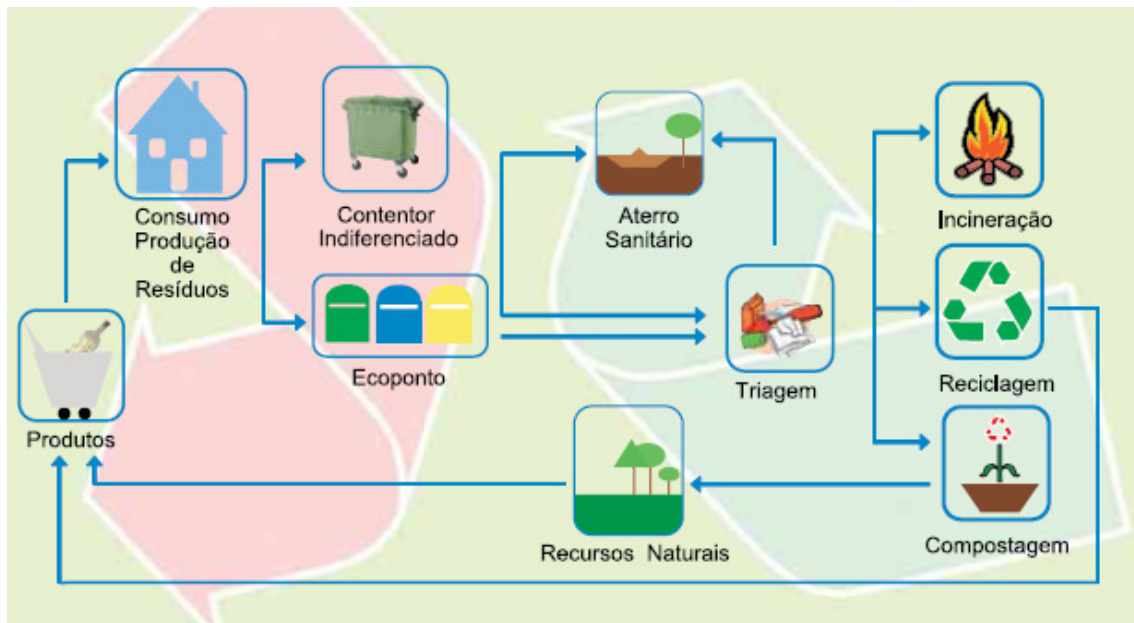 Consumo
Produção
de
Resíduos
Contentor
Indiferenciado
Aterro
Sanitário
Incineração
Ecoponto
Triagem
Reciclagem
Produtos
Recursos Naturais
Compostagem